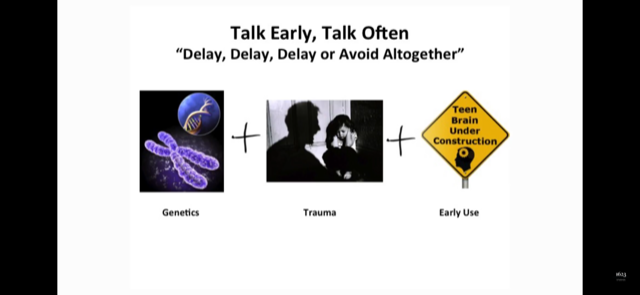 Talk Early, Talk Often
“Delay, Delay, Delay or Avoid Altogether”
+
+
Teen
Brain
Under
Construction
Genetics
Trauma
Early Use